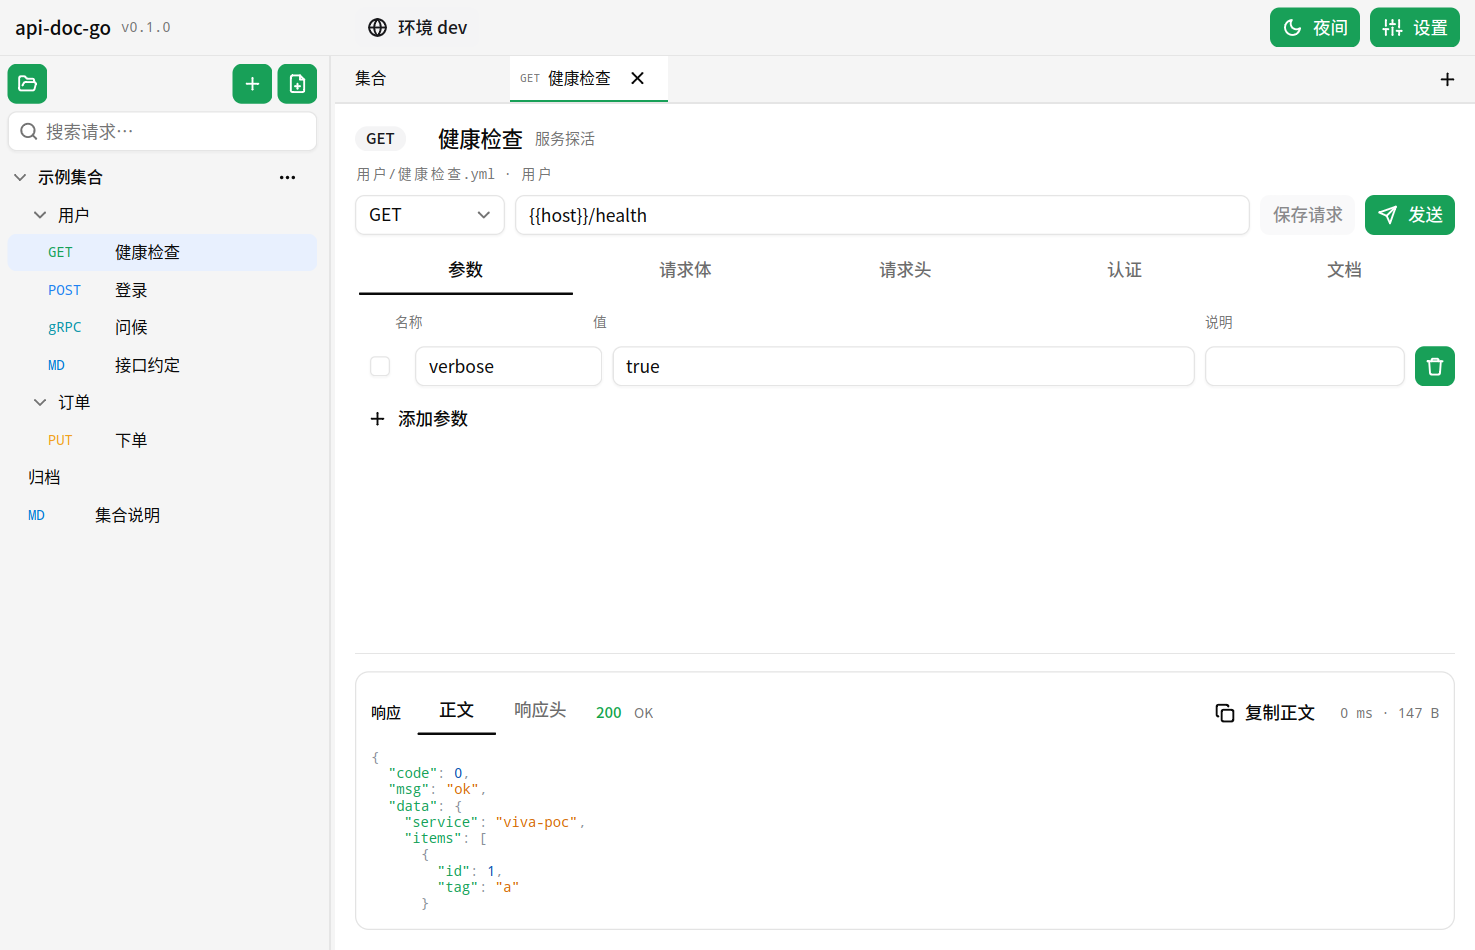 api-doc-go v0.1.0 环境 dev 夜间 设置
搜索请求…
示例集合
用户
GET 健康检查
POST 登录
gRPC 问候
MD 接口约定
订单
PUT 下单
归档
MD 集合说明
集合 GET 健康检查
GET 健康检查 服务探活
用户/健康检查.yml · 用户
GET {{host}}/health 保存请求 发送
参数 请求体 请求头 认证 文档
名称 值 说明
verbose true
添加参数
响应 正文 响应头 200 OK 复制正文 0 ms · 147 B
{
"code": 0,
"msg": "ok",
"data": {
"service": "viva-poc",
"items": [
{
"id": 1,
"tag": "a"
}